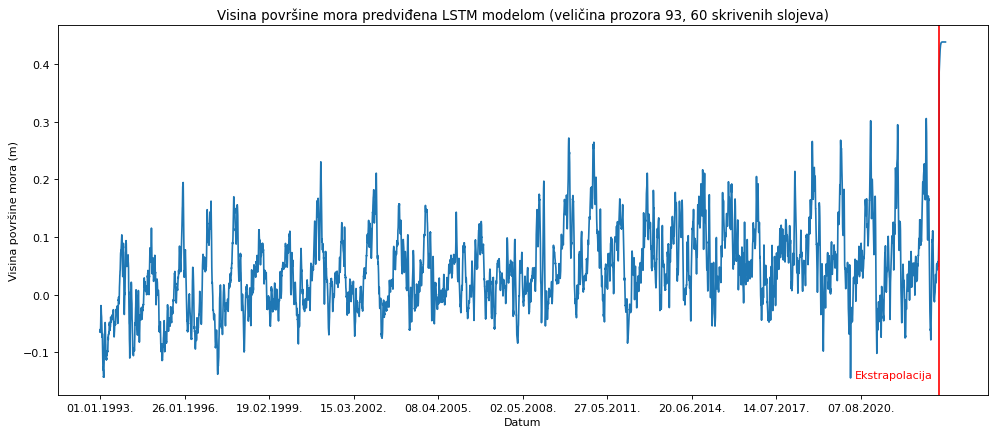 Visina površine mora predviđena LSTM modelom (veličina prozora 93, 60 skrivenih slojeva)
Visina površine mora (m)
0.4
0.3
0.2
0.1
0.0
−0.1
Ekstrapolacija
01.01.1993. 26.01.1996. 19.02.1999. 15.03.2002. 08.04.2005. 02.05.2008. 27.05.2011. 20.06.2014. 14.07.2017. 07.08.2020.
Datum